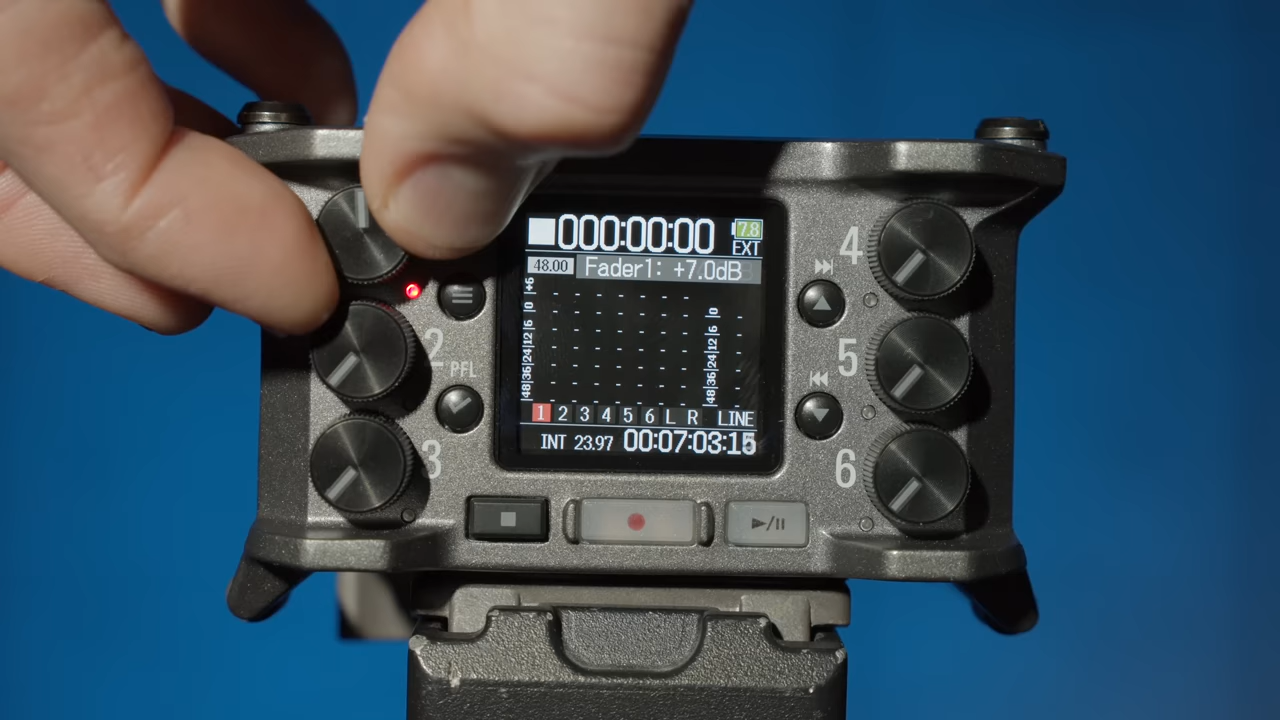 000:00:00 7.8
EXT
48.00 Fader1: +7.0dB
+6
0 0
48|36|24|12|6 48|36|24|12|6
1 2 3 4 5 6 L R LINE
INT 23.97 00:07:03:15
2
PFL
3
4
5
6